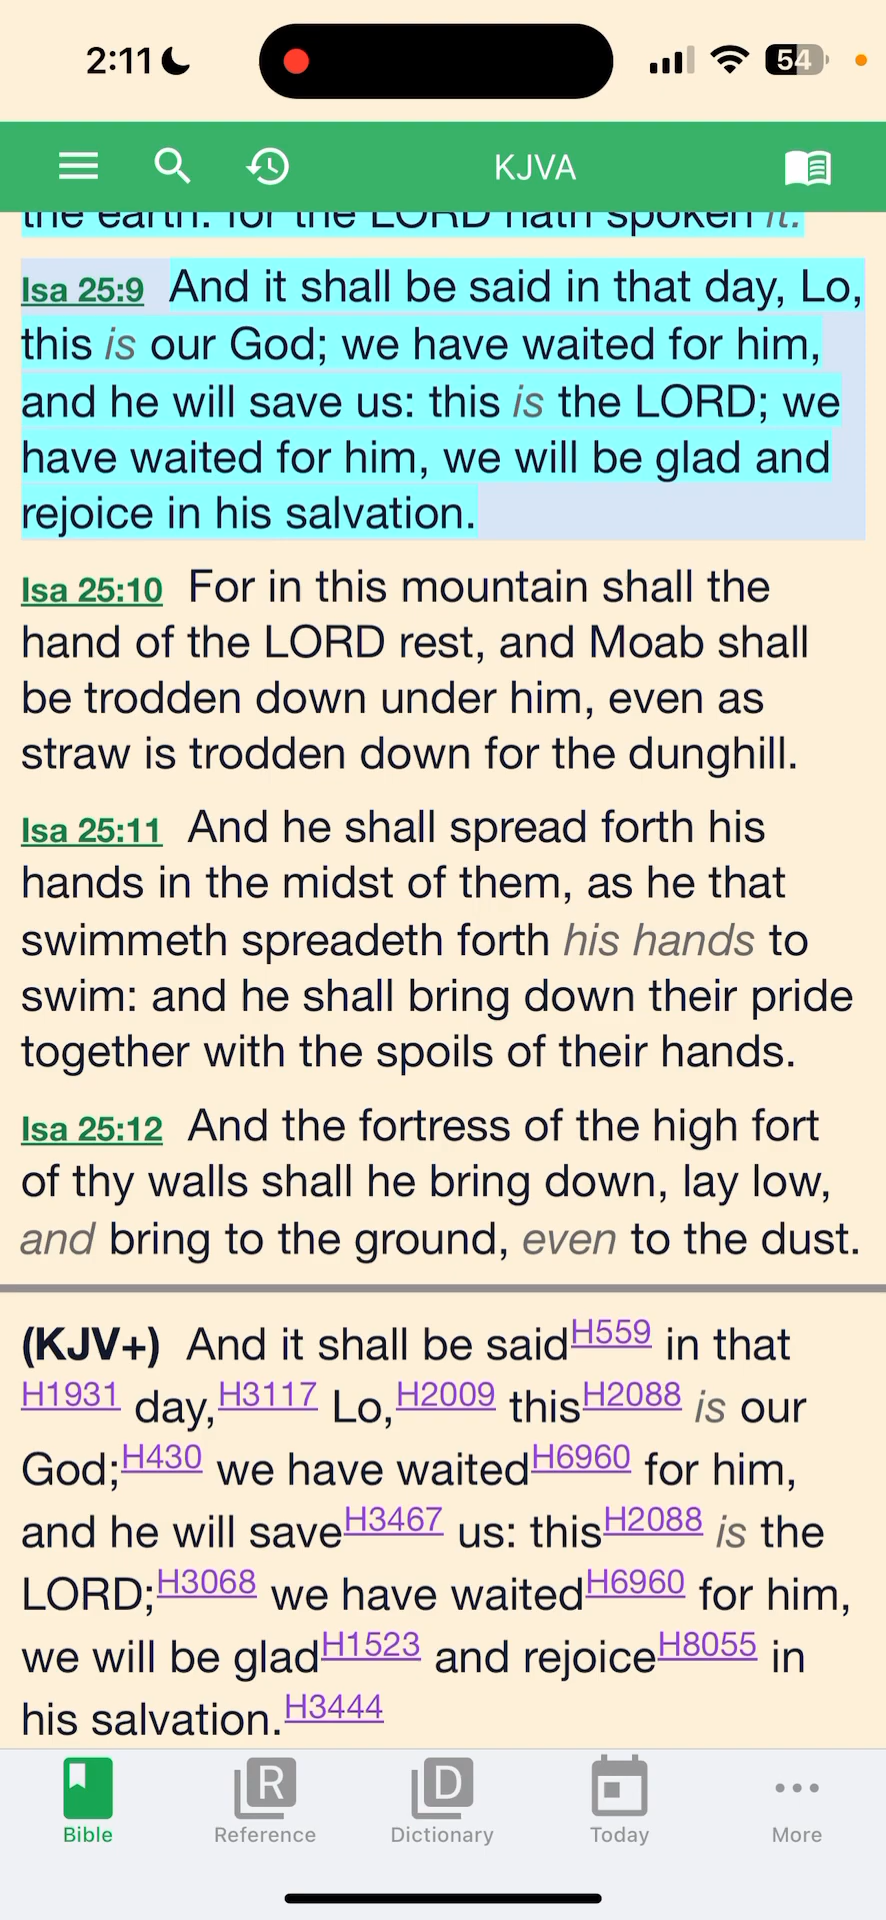 2:11
54
KJVA
the earth: for the LORD hath spoken it.
Isa 25:9 And it shall be said in that day, Lo,
this is our God; we have waited for him,
and he will save us: this is the LORD; we
have waited for him, we will be glad and
rejoice in his salvation.
Isa 25:10 For in this mountain shall the
hand of the LORD rest, and Moab shall
be trodden down under him, even as
straw is trodden down for the dunghill.
Isa 25:11 And he shall spread forth his
hands in the midst of them, as he that
swimmeth spreadeth forth his hands to
swim: and he shall bring down their pride
together with the spoils of their hands.
Isa 25:12 And the fortress of the high fort
of thy walls shall he bring down, lay low,
and bring to the ground, even to the dust.
(KJV+) And it shall be saidH559 in that
H1931 day,H3117 Lo,H2009 thisH2088 is our
God;H430 we have waitedH6960 for him,
and he will saveH3467 us: thisH2088 is the
LORD;H3068 we have waitedH6960 for him,
we will be gladH1523 and rejoiceH8055 in
his salvation.H3444
R
D
Bible
Reference
Dictionary
Today
More